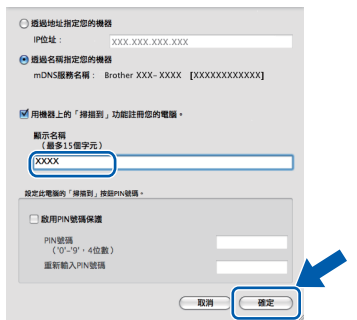 透過地址指定您的機器
IP位址： XXX.XXX.XXX.XXX
透過名稱指定您的機器
mDNS服務名稱： Brother XXX- XXXX [XXXXXXXXXXXX]
用機器上的「掃描到」功能註冊您的電腦。
顯示名稱
（最多15個字元）
XXXX
設定此電腦的「掃描到」按鈕PIN號碼。
啟用PIN號碼保護
PIN號碼
（'0'-'9'，4位數）
重新輸入PIN號碼
取消 確定